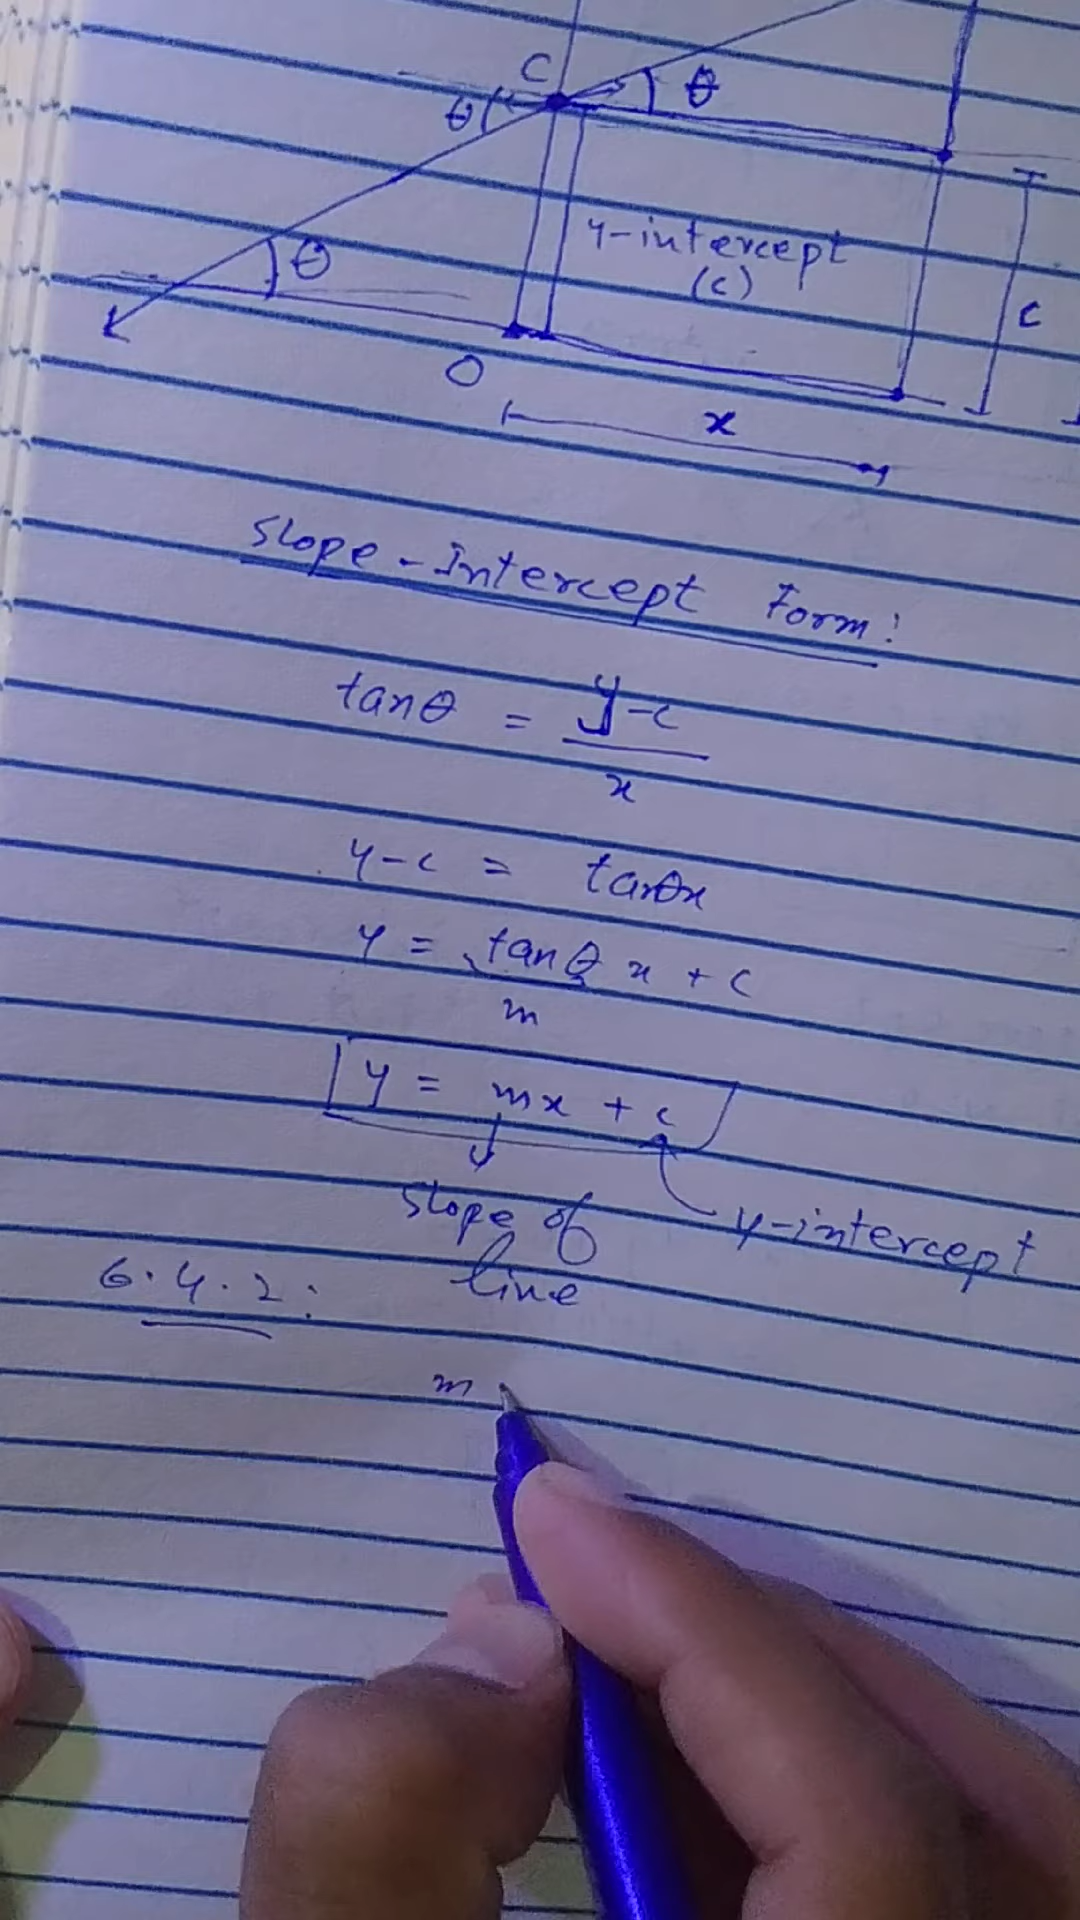 C
θ θ
y-intercept
(c)
θ
c
O
x
Slope-Intercept Form:
tanθ = y-c
x
y-c = tanθx
y = tanθ x + c
m
y = mx + c
slope of
line
y-intercept
6.4.2:
m